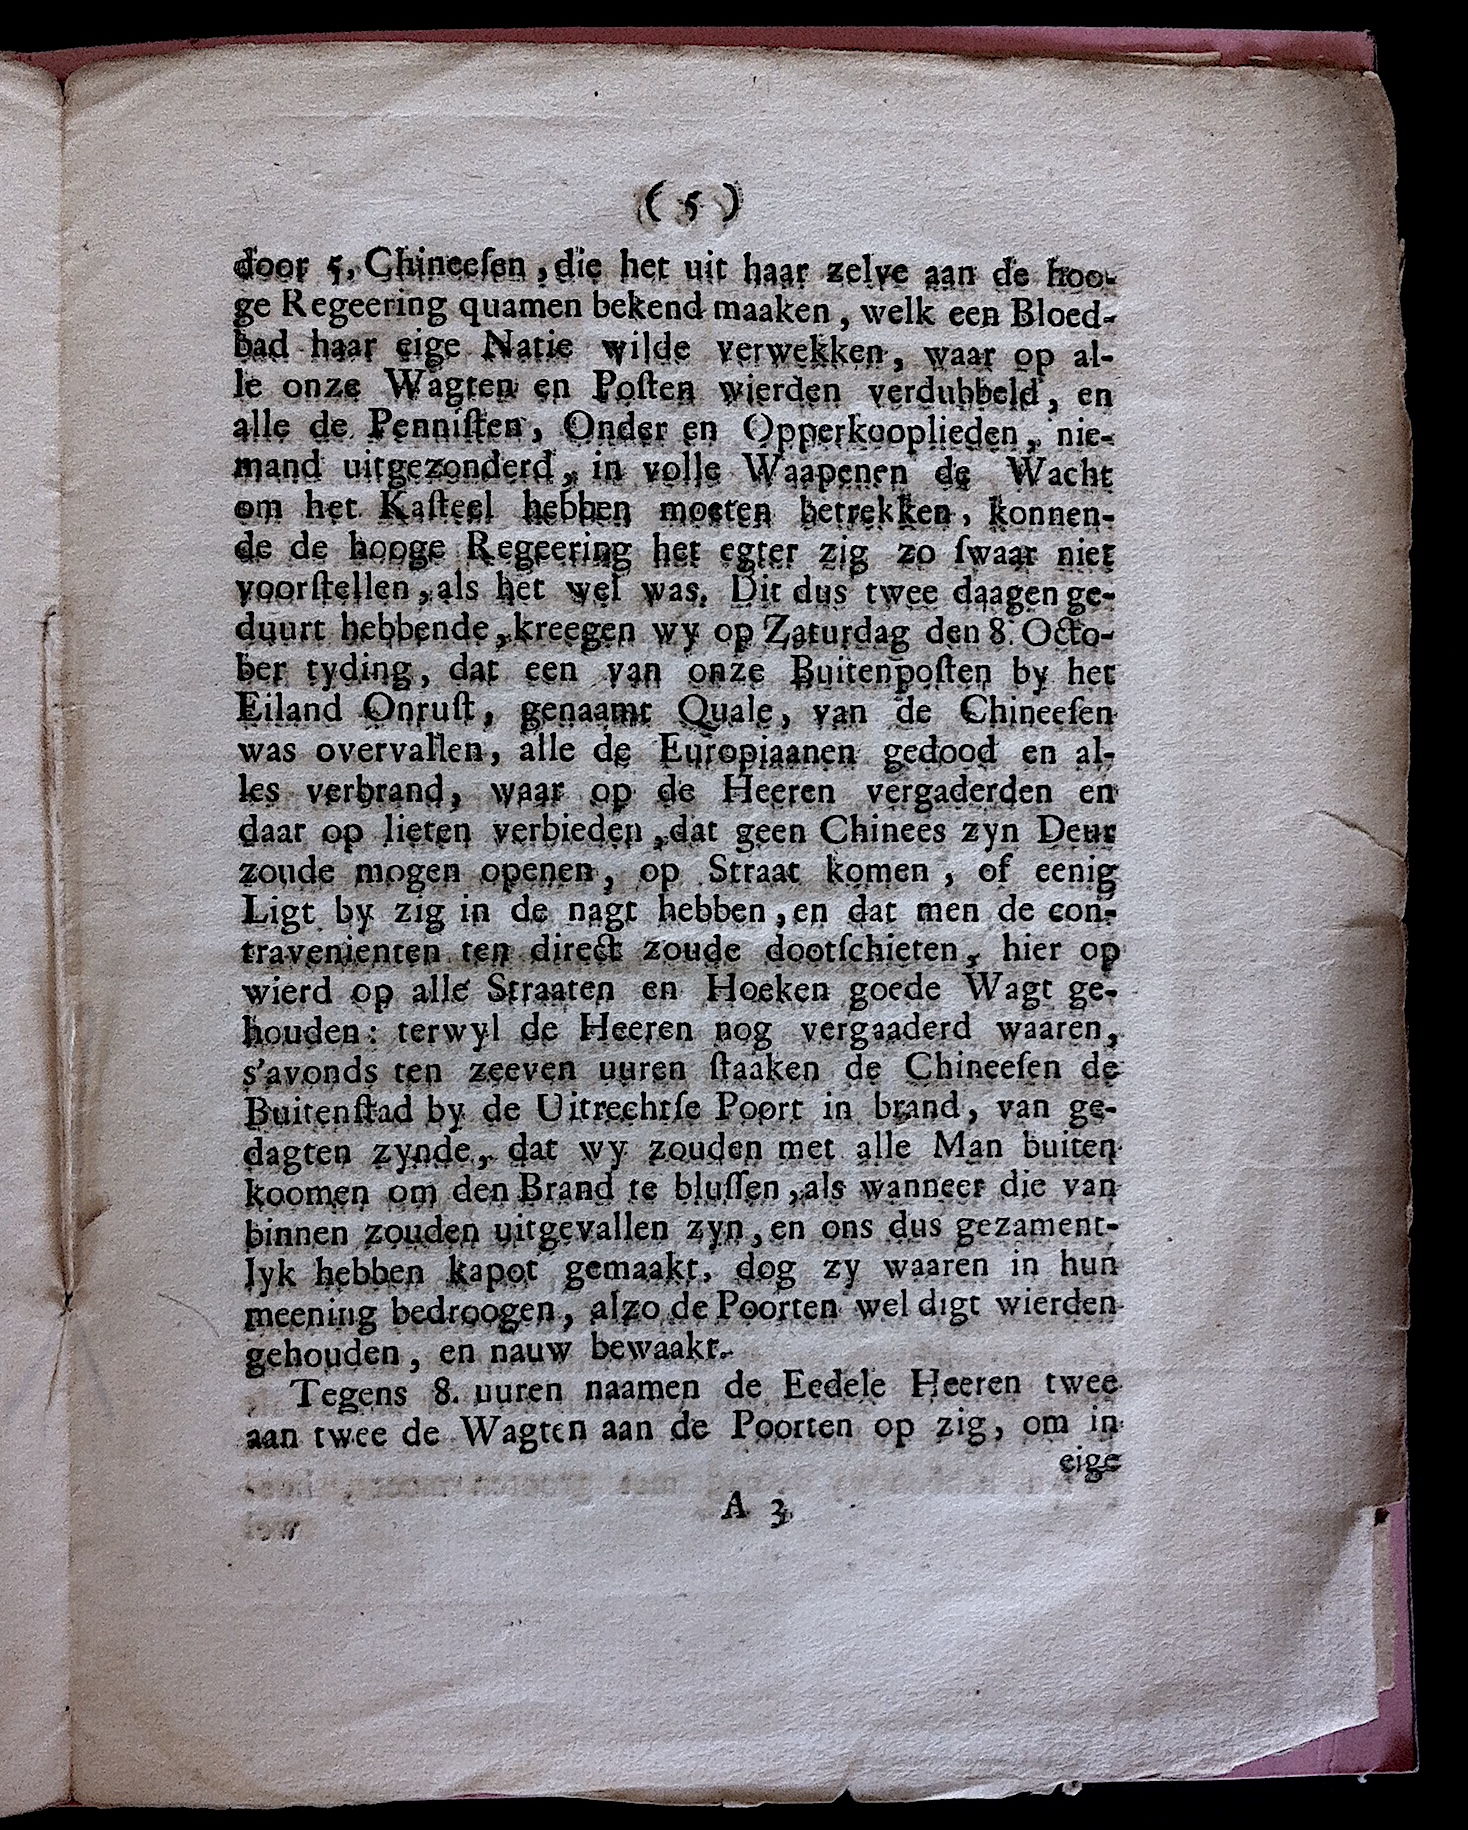 ( 5 )
door 5. Chineeſen, die het uit haar zelve aan de hoo-
ge Regeering quamen bekend maaken, welk een Bloed-
bad haar eige Natie wilde verwekken, waar op al-
le onze Wagten en Poſten wierden verdubbeld, en
alle de Penniſten, Onder en Opperkooplieden, nie-
mand uitgezonderd, in volle Waapenen de Wacht
om het Kaſteel hebben moeten betrekken, konnen-
de de hooge Regeering het egter zig zo ſwaar niet
voorſtellen, als het wel was. Dit dus twee daagen ge-
duurt hebbende, kreegen wy op Zaturdag den 8. Octo-
ber tyding, dat een van onze Buitenpoſten by het
Eiland Onruſt, genaamt Quale, van de Chineeſen
was overvallen, alle de Europiaanen gedood en al-
les verbrand, waar op de Heeren vergaderden en
daar op lieten verbieden, dat geen Chinees zyn Deur
zoude mogen openen, op Straat komen, of eenig
Ligt by zig in de nagt hebben, en dat men de con-
travenienten ten direct zoude dootſchieten, hier op
wierd op alle Straaten en Hoeken goede Wagt ge-
houden: terwyl de Heeren nog vergaaderd waaren,
s'avonds ten zeeven uuren ſtaaken de Chineeſen de
Buitenſtad by de Uitrechtſe Poort in brand, van ge-
dagten zynde, dat wy zouden met alle Man buiten
koomen om den Brand te bluſſen, als wanneer die van
binnen zouden uitgevallen zyn, en ons dus gezament-
lyk hebben kapot gemaakt, dog zy waaren in hun
meening bedroogen, alzo de Poorten wel digt wierden
gehouden, en nauw bewaakt.
Tegens 8. uuren naamen de Eedele Heeren twee
aan twee de Wagten aan de Poorten op zig, om in
eige
A 3